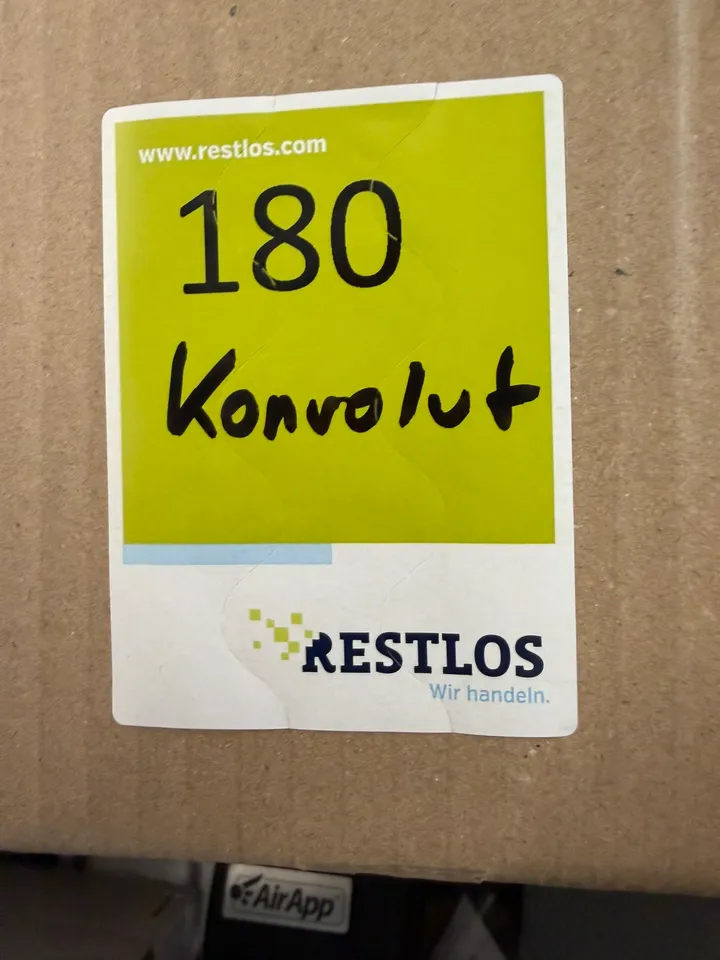 www.restlos.com
180
Konvolut
RESTLOS
Wir handeln.
AirApp